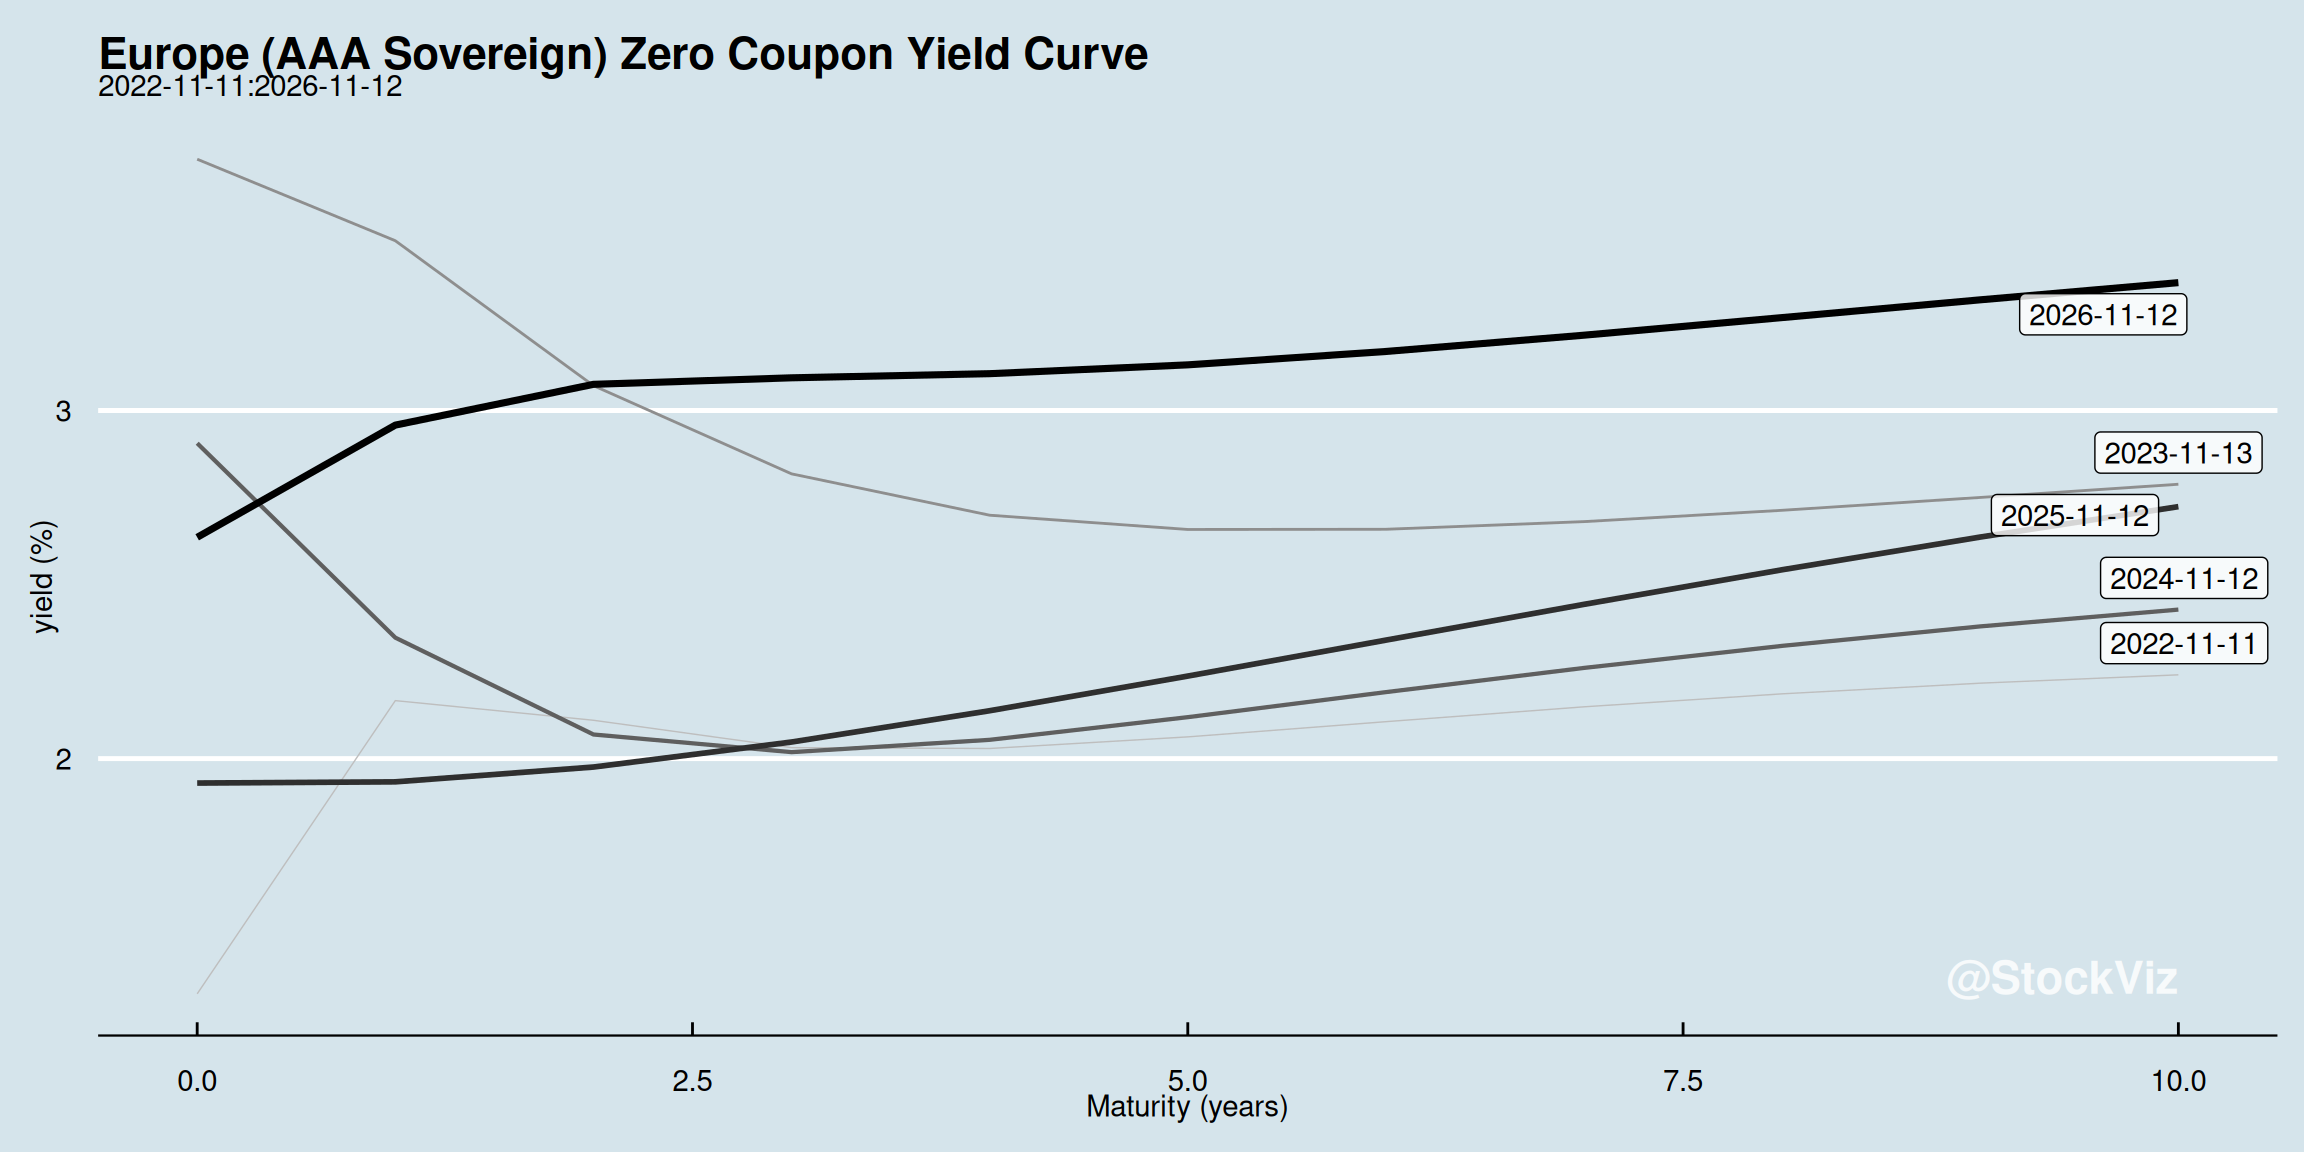 Europe (AAA Sovereign) Zero Coupon Yield Curve
2022-11-11:2026-11-12
2026-11-12
3
2023-11-13
2025-11-12
yield (%)
2024-11-12
2022-11-11
2
@StockViz
0.0 2.5 5.0 7.5 10.0
Maturity (years)